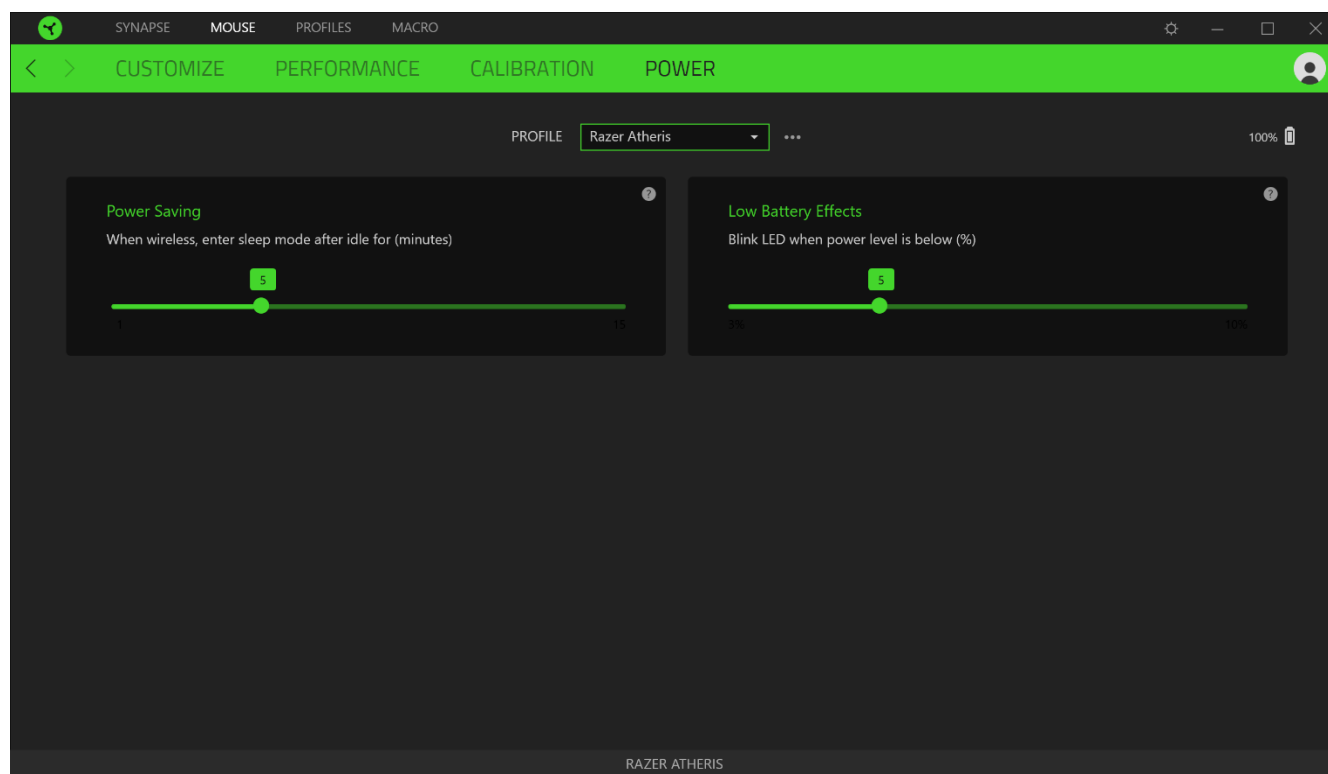 SYNAPSE MOUSE PROFILES MACRO
CUSTOMIZE PERFORMANCE CALIBRATION POWER
PROFILE Razer Atheris 100%
Power Saving
When wireless, enter sleep mode after idle for (minutes)
5
1 15
Low Battery Effects
Blink LED when power level is below (%)
5
3% 10%
RAZER ATHERIS